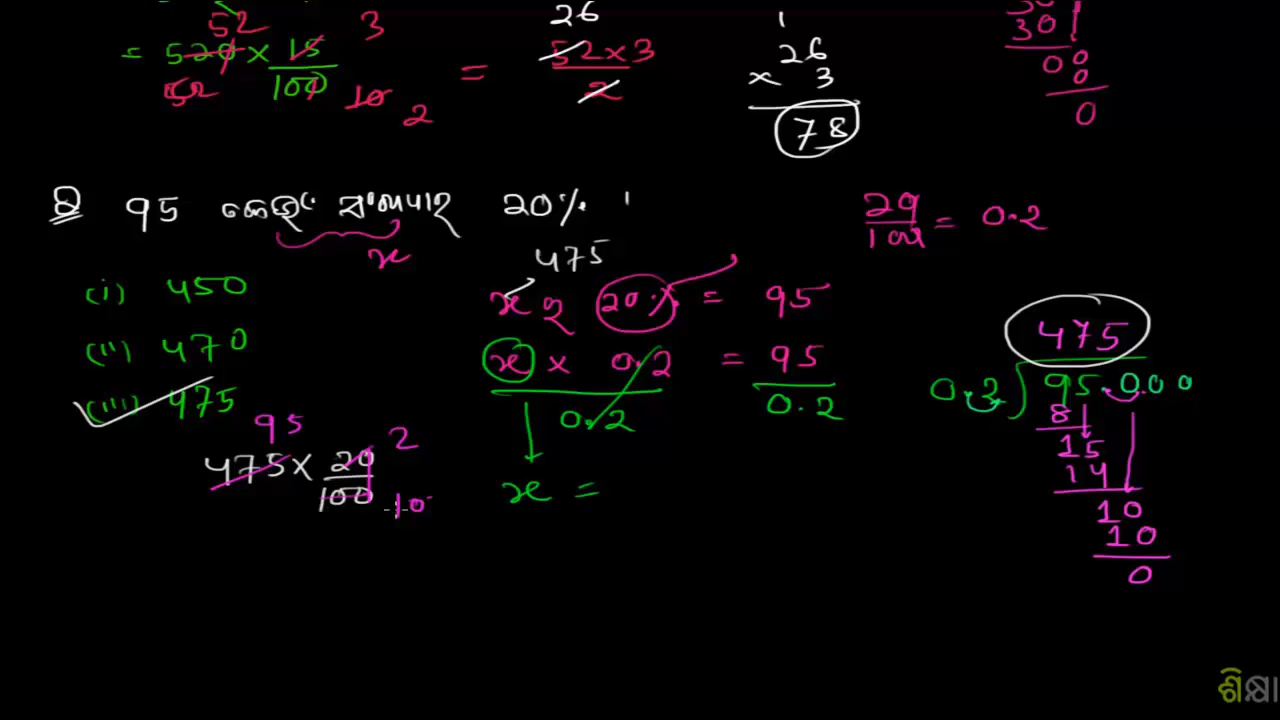 52 3
= 520 × 15/100 10 2
52
= 26
52×3/2
1
26
× 3
78
30
00
0
0
Q 95 କେଉଁ ସଂଖ୍ୟାର 20% ।
x
20/100 = 0.2
(i) 450
(ii) 470
(iii) 475
475
x ର 20% = 95
x × 0.2 = 95
0.2 0.2
x =
95 2
475 × 20/100 10
475
0.2 95.000
8
15
14
10
10
0
ଶିକ୍ଷା